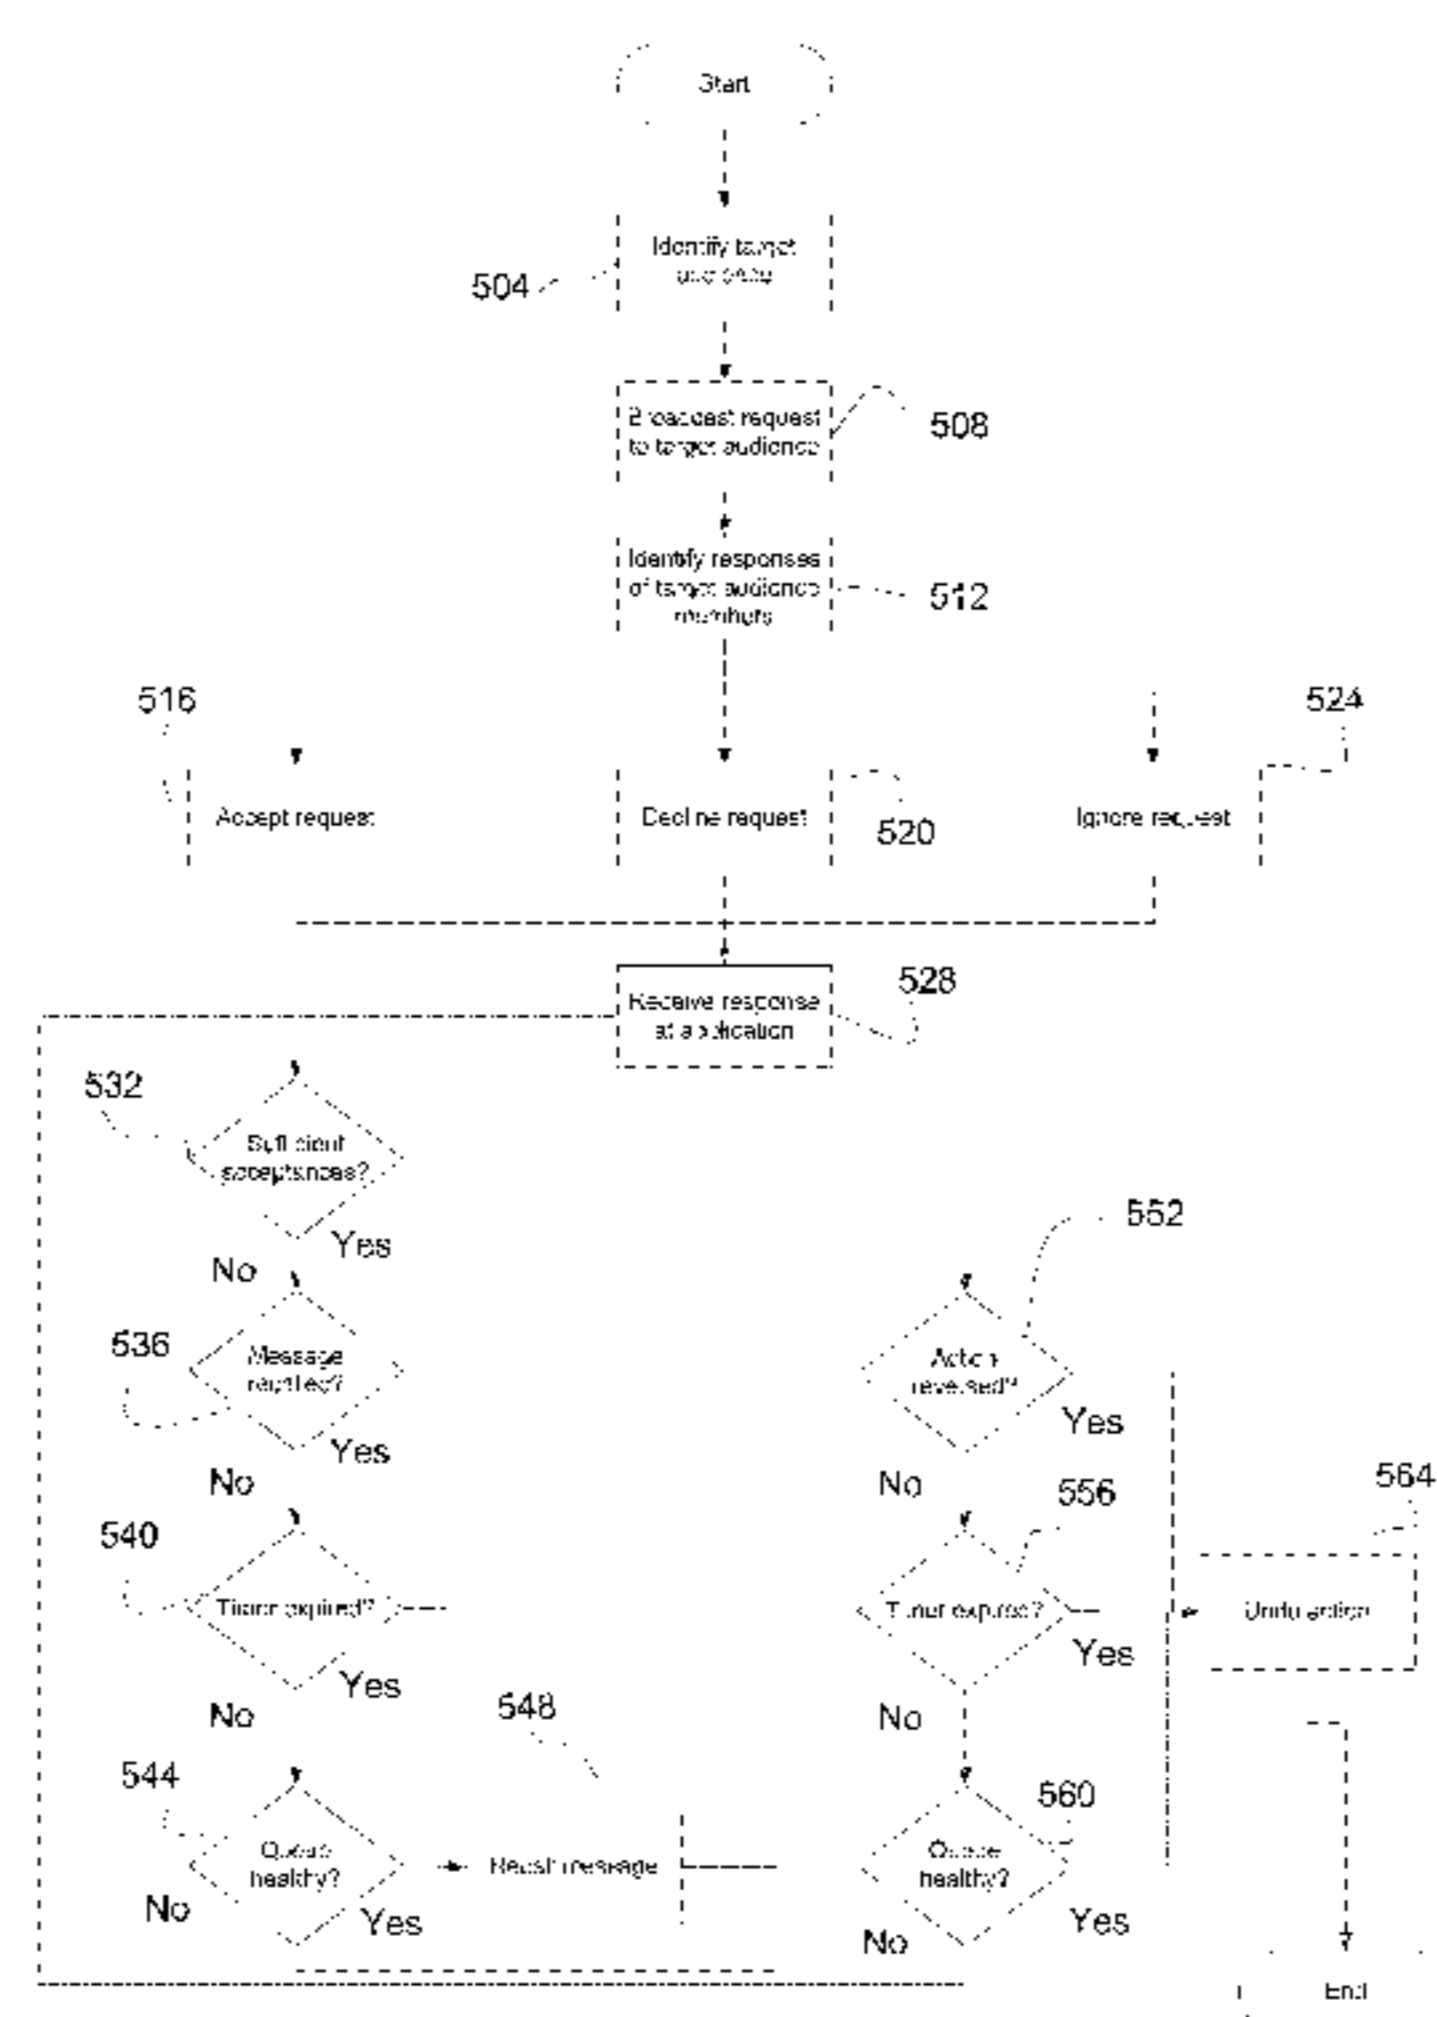 Start
Identify target
audience
504
Broadcast request
to target audience
508
Identify responses
of target audience
members
512
516
524
Accept request
Decline request
520
Ignore request
528
Receive response
at application
532
Sufficient
acceptances?
Yes
No
552
536
Message
recalled?
Action
reversed?
Yes
Yes
No
No
540
556
564
Timer expired?
Timer expired?
Undo action
Yes
Yes
No
No
548
544
560
Queue
healthy?
Recall message
Queue
healthy?
No
Yes
No
Yes
End